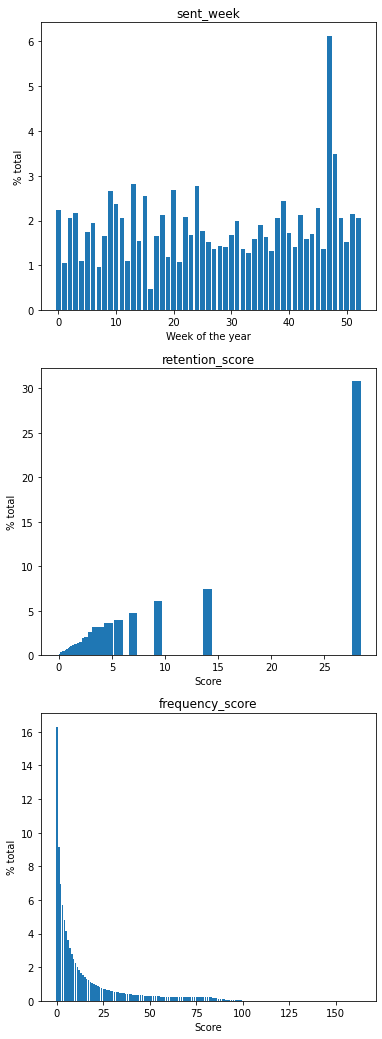 sent_week
6
5
4
3
2
1
0
% total
0 10 20 30 40 50
Week of the year
retention_score
30
25
20
15
10
5
0
% total
0 5 10 15 20 25
Score
frequency_score
16
14
12
10
8
6
4
2
0
% total
0 25 50 75 100 125 150
Score